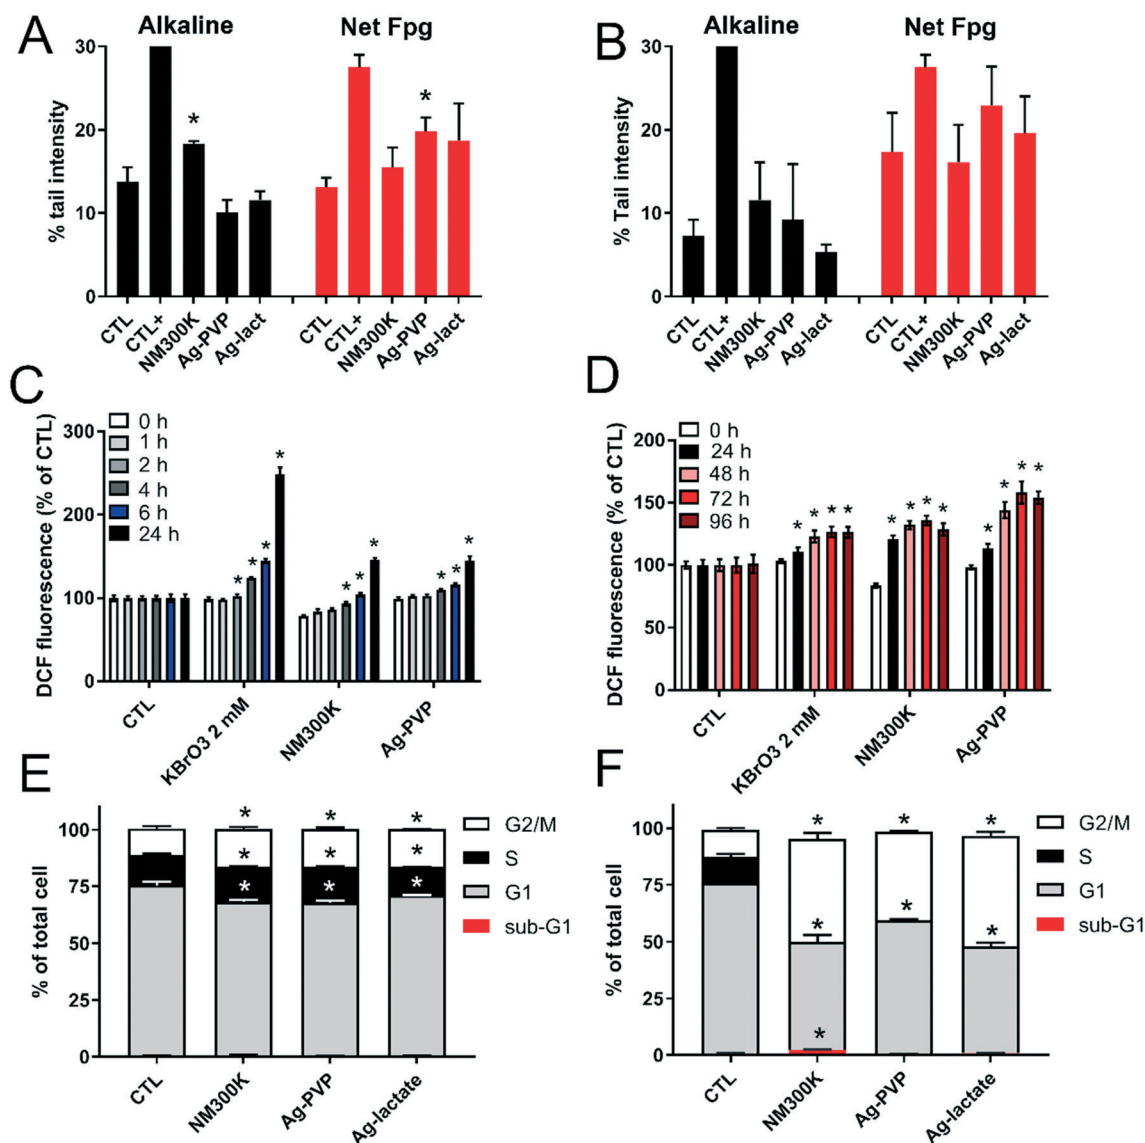 A
Alkaline
Net Fpg
% tail intensity
30
20
10
0
*
*
CTL
CTL+
NM300K
Ag-PVP
Ag-lact
CTL
CTL+
NM300K
Ag-PVP
Ag-lact
B
Alkaline
Net Fpg
% Tail intensity
30
20
10
0
CTL
CTL+
NM300K
Ag-PVP
Ag-lact
CTL
CTL+
NM300K
Ag-PVP
Ag-lact
C
DCF fluorescence (% of CTL)
300
200
100
0
0 h
1 h
2 h
4 h
6 h
24 h
* * * *
* * *
* * *
CTL
KBrO3 2 mM
NM300K
Ag-PVP
D
DCF fluorescence (% of CTL)
200
150
100
50
0
0 h
24 h
48 h
72 h
96 h
* * * *
* * * *
* * * *
CTL
KBrO3 2 mM
NM300K
Ag-PVP
E
% of total cell
100
75
50
25
0
* * *
* * *
* * *
G2/M
S
G1
sub-G1
CTL
NM300K
Ag-PVP
Ag-lactate
F
% of total cell
100
75
50
25
0
* * *
* * *
*
G2/M
S
G1
sub-G1
CTL
NM300K
Ag-PVP
Ag-lactate